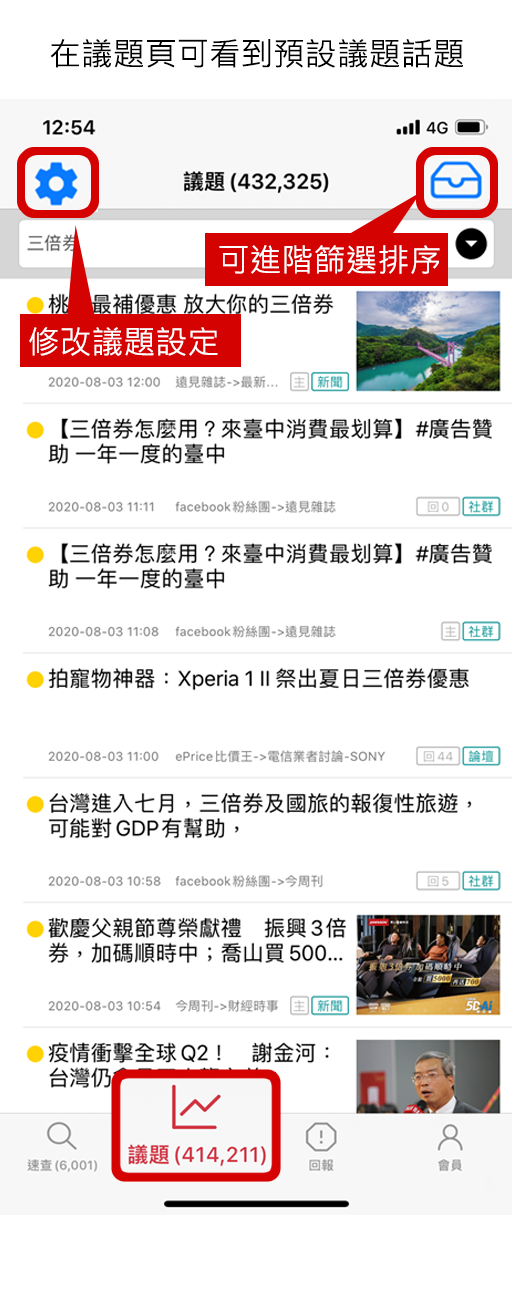 在議題頁可看到預設議題話題
12:54
4G
議題 (432,325)
三倍券
可進階篩選排序
修改議題設定
最補優惠 放大你的三倍券
2020-08-03 12:00 遠見雜誌->最新... 主 新聞
【三倍券怎麼用？來臺中消費最划算】#廣告贊
助 一年一度的臺中
2020-08-03 11:11 facebook粉絲團->遠見雜誌 回0 社群
【三倍券怎麼用？來臺中消費最划算】#廣告贊
助 一年一度的臺中
2020-08-03 11:08 facebook粉絲團->遠見雜誌 主 社群
拍寵物神器：Xperia 1 II 祭出夏日三倍券優惠
2020-08-03 11:00 ePrice比價王->電信業者討論-SONY 回44 論壇
台灣進入七月，三倍券及國旅的報復性旅遊，
可能對GDP有幫助，
2020-08-03 10:58 facebook粉絲團->今周刊 回5 社群
歡慶父親節尊榮獻禮 振興3倍
券，加碼順時中；喬山買500...
2020-08-03 10:54 今周刊->財經時事 主 新聞
疫情衝擊全球Q2！ 謝金河：
台灣仍
速查(6,001)
議題(414,211)
回報
會員